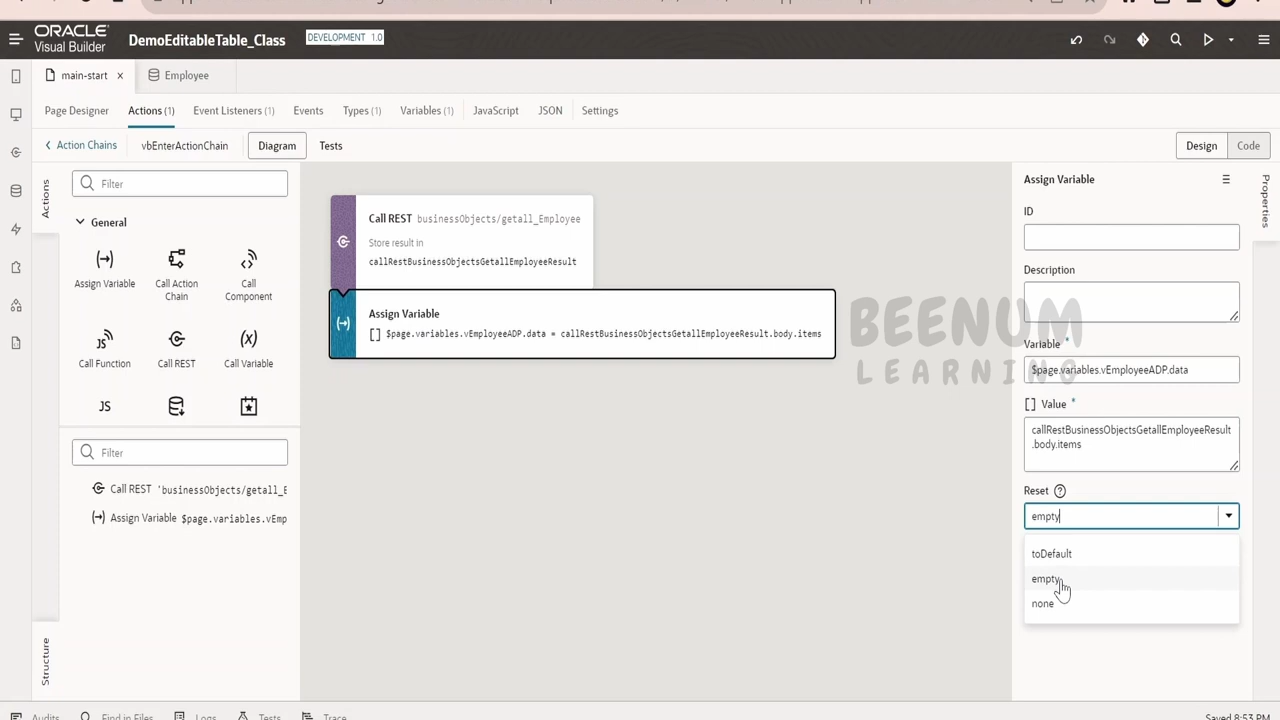 ORACLE
Visual Builder
DemoEditableTable_Class
DEVELOPMENT 1.0
main-start
Employee
Page Designer
Actions (1)
Event Listeners (1)
Events
Types (1)
Variables (1)
JavaScript
JSON
Settings
Action Chains
vbEnterActionChain
Diagram
Tests
Design
Code
Actions
Filter
General
Assign Variable
Call Action Chain
Call Component
Call Function
Call REST
Call Variable
JS
Filter
Call REST 'businessObjects/getall_E
Assign Variable $page.variables.vEmp
Structure
Call REST businessObjects/getall_Employee
Store result in
callRestBusinessObjectsGetallEmployeeResult
Assign Variable
[] $page.variables.vEmployeeADP.data = callRestBusinessObjectsGetallEmployeeResult.body.items
BEENUM
LEARNING
Assign Variable
Properties
ID
Description
Variable *
$page.variables.vEmployeeADP.data
[] Value *
callRestBusinessObjectsGetallEmployeeResult
.body.items
Reset
empty
toDefault
empty
none
Audits
Find in Files
Logs
Tests
Trace
Saved 8:53 PM